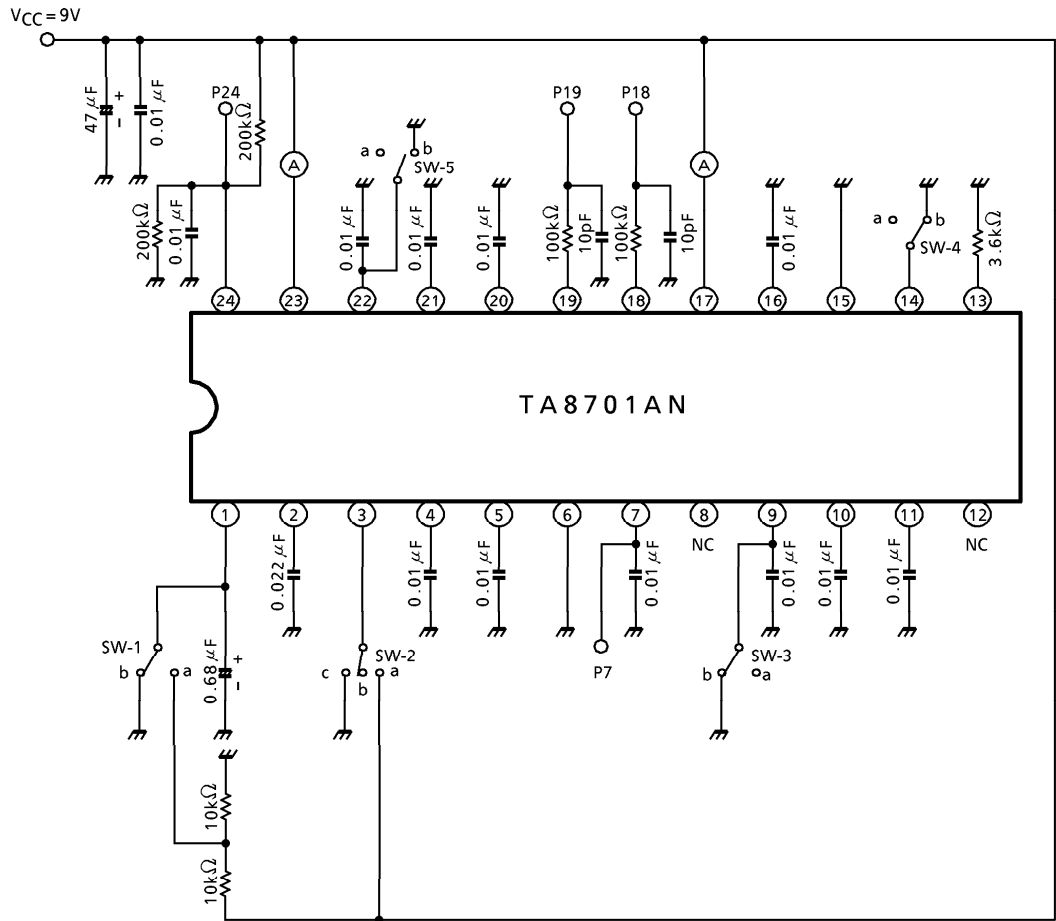 VCC=9V
47 μF
+
-
0.01 μF
P24
200kΩ
A
200kΩ
0.01 μF
a
b
SW-5
0.01 μF
0.01 μF
0.01 μF
P19
100kΩ
10pF
P18
100kΩ
10pF
A
0.01 μF
a
b
SW-4
3.6kΩ
24
23
22
21
20
19
18
17
16
15
14
13
TA8701AN
1
2
3
4
5
6
7
8
9
10
11
12
NC
NC
0.022 μF
0.01 μF
0.01 μF
0.01 μF
0.01 μF
0.01 μF
0.01 μF
SW-1
b
a
0.68 μF
+
-
SW-2
c
b
a
P7
SW-3
b
a
10kΩ
10kΩ